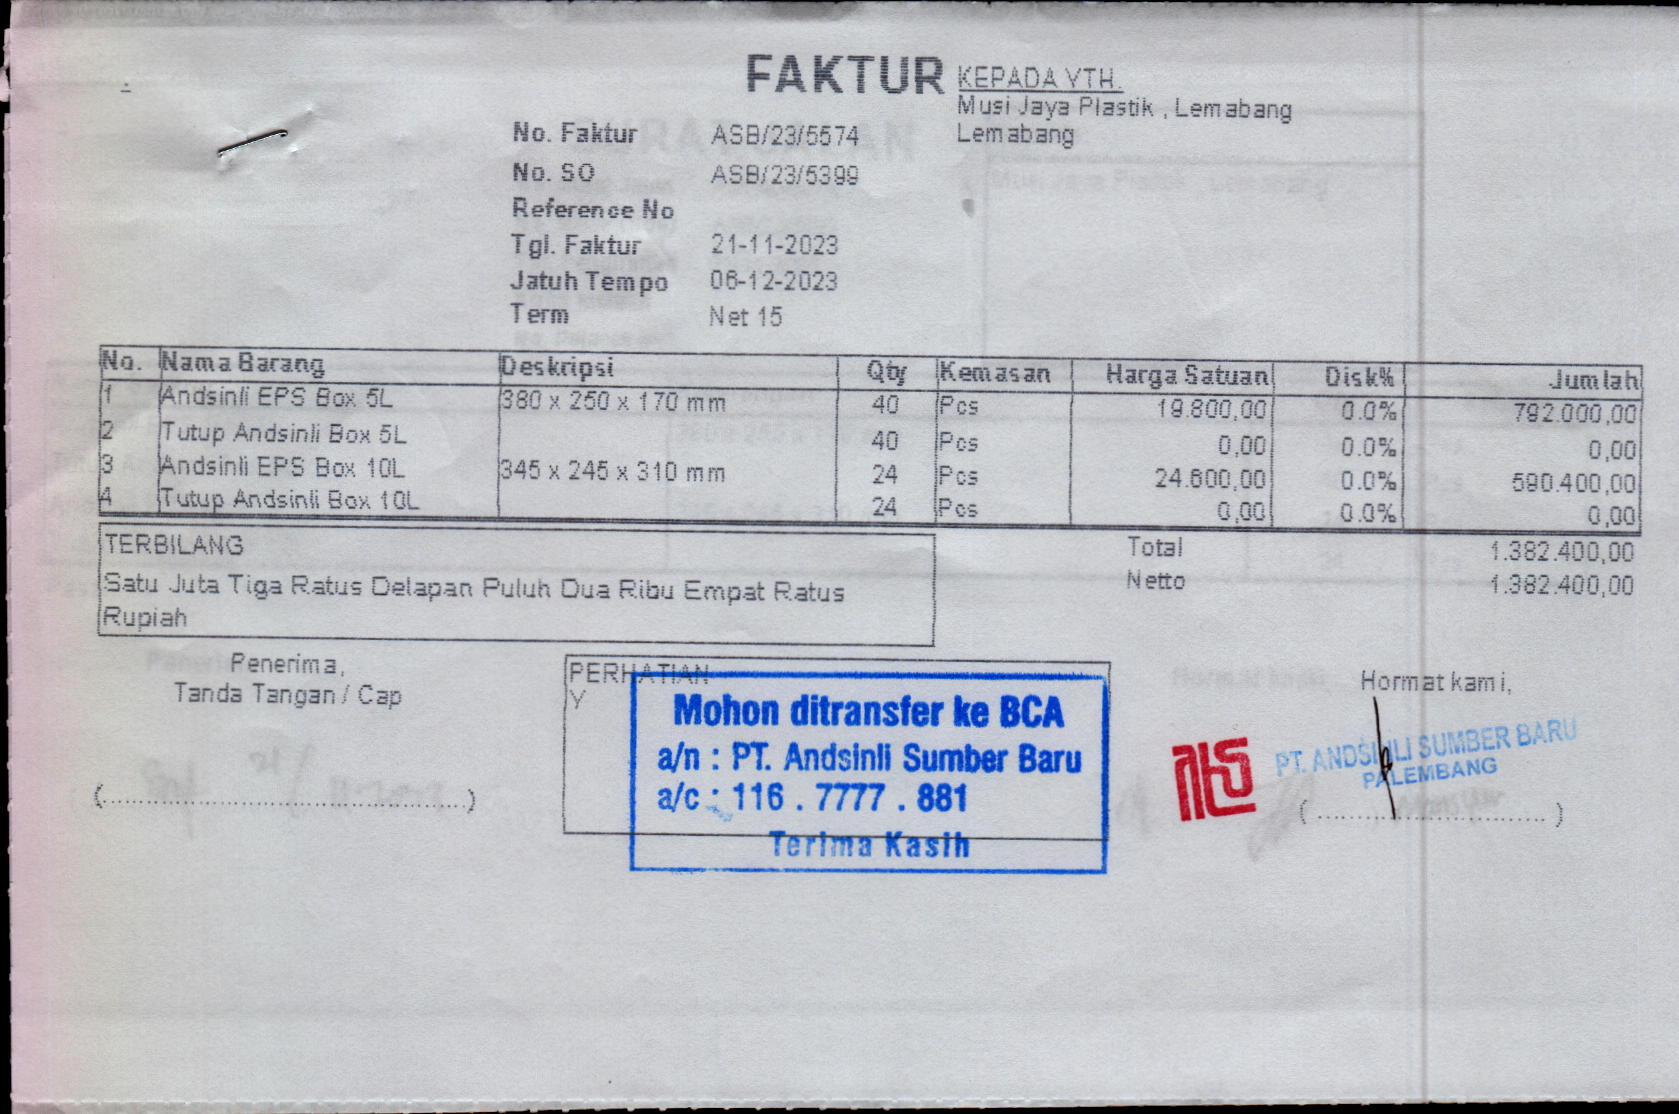 FAKTUR
KEPADA YTH.
Musi Jaya Plastik , Lemabang
Lemabang
No. Faktur ASB/23/5574
No. SO ASB/23/5399
Reference No
Tgl. Faktur 21-11-2023
Jatuh Tempo 06-12-2023
Term Net 15
No. Nama Barang Deskripsi Qty Kemasan Harga Satuan Disk% Jumlah
1 Andsinli EPS Box 5L 380 x 250 x 170 mm 40 Pcs 19.800,00 0.0% 792.000,00
2 Tutup Andsinli Box 5L 40 Pcs 0,00 0.0% 0,00
3 Andsinli EPS Box 10L 345 x 245 x 310 mm 24 Pcs 24.600,00 0.0% 590.400,00
4 Tutup Andsinli Box 10L 24 Pcs 0,00 0.0% 0,00
TERBILANG
Satu Juta Tiga Ratus Delapan Puluh Dua Ribu Empat Ratus
Rupiah
Total 1.382.400,00
Netto 1.382.400,00
Penerima,
Tanda Tangan / Cap
(..................................................)
PERHATIAN
Y
Mohon ditransfer ke BCA
a/n : PT. Andsinli Sumber Baru
a/c : 116 . 7777 . 881
Terima Kasih
Hormat kami,
PT. ANDSINLI SUMBER BARU
PALEMBANG
(................................)